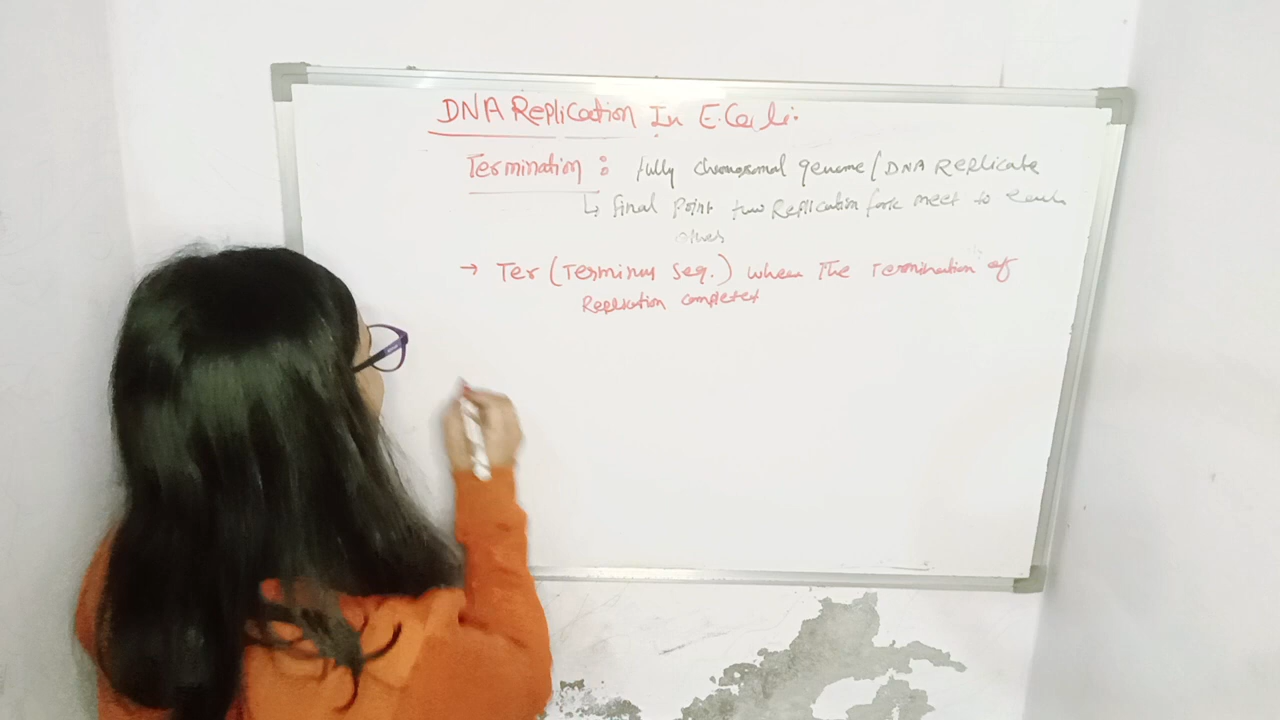 DNA Replication In E. Coli:
Termination : fully chromosomal genome / DNA Replicate
↳ final Point two Replication fork meet to each
other
→ Ter (Terminus Seq.) where The Termination of
Replication completed